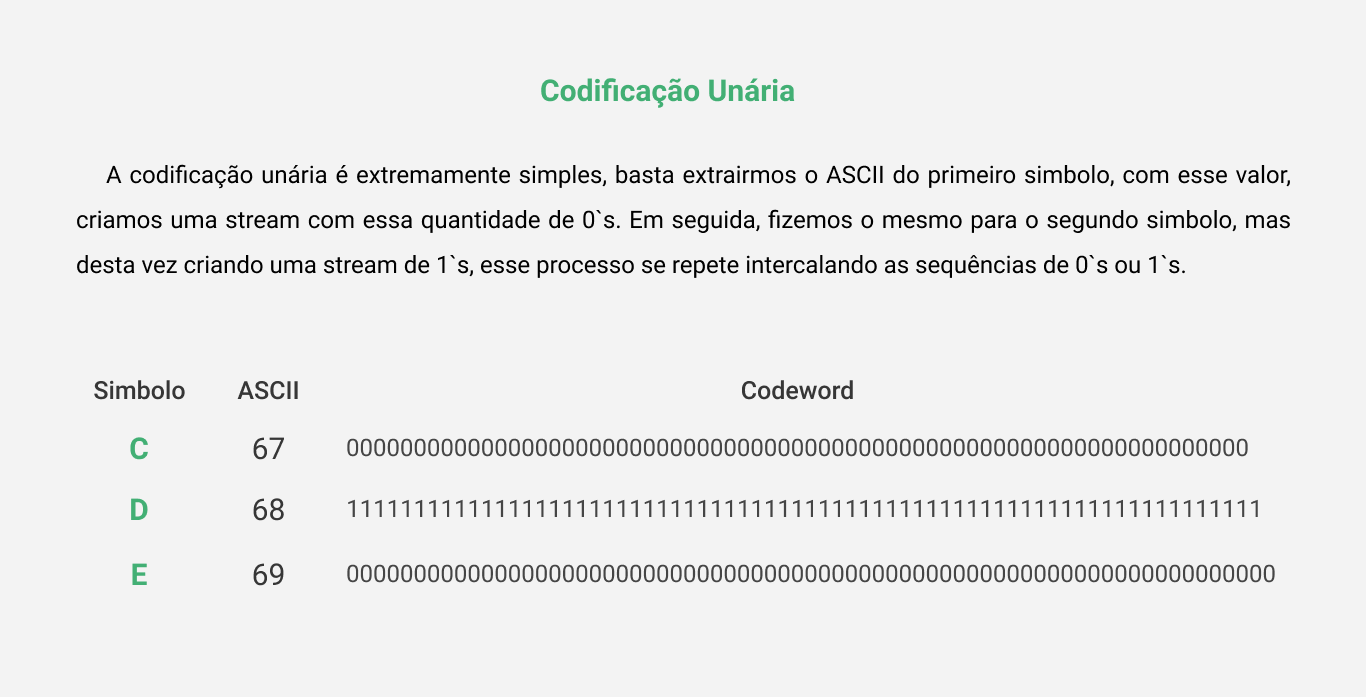 Codificação Unária
A codificação unária é extremamente simples, basta extrairmos o ASCII do primeiro simbolo, com esse valor,
criamos uma stream com essa quantidade de 0`s. Em seguida, fizemos o mesmo para o segundo simbolo, mas
desta vez criando uma stream de 1`s, esse processo se repete intercalando as sequências de 0`s ou 1`s.
Simbolo ASCII Codeword
C 67 0000000000000000000000000000000000000000000000000000000000000000000
D 68 11111111111111111111111111111111111111111111111111111111111111111111
E 69 000000000000000000000000000000000000000000000000000000000000000000000